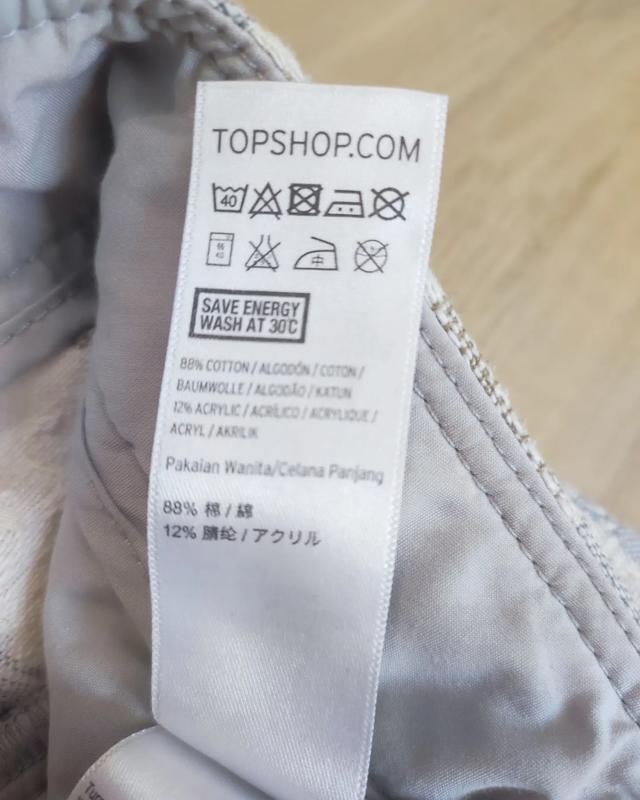 TOPSHOP.COM
40
SAVE ENERGY
WASH AT 30℃
88% COTTON / ALGODÓN / COTON /
BAUMWOLLE / ALGODÃO / KATUN
12% ACRYLIC / ACRÍLICO / ACRYLIQUE /
ACRYL / AKRILIK
Pakaian Wanita/Celana Panjang
88% 棉 / 綿
12% 腈纶 / アクリル